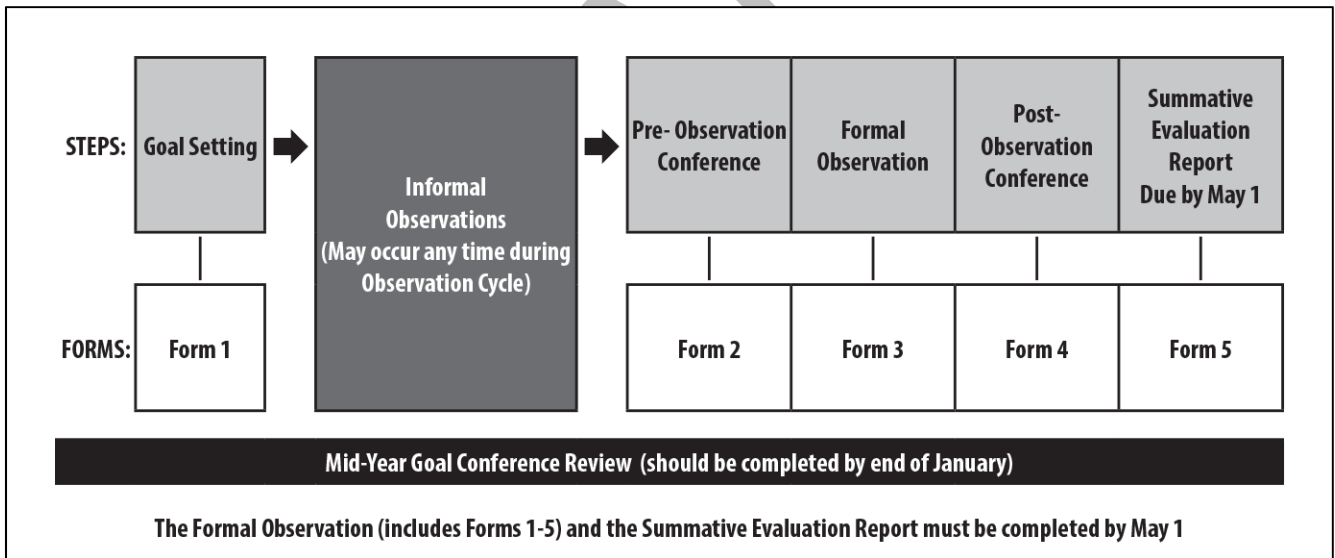 STEPS:
Goal Setting
Informal
Observations
(May occur any time during
Observation Cycle)
Pre- Observation
Conference
Formal
Observation
Post-
Observation
Conference
Summative
Evaluation
Report
Due by May 1
FORMS:
Form 1
Form 2
Form 3
Form 4
Form 5
Mid-Year Goal Conference Review (should be completed by end of January)
The Formal Observation (includes Forms 1-5) and the Summative Evaluation Report must be completed by May 1